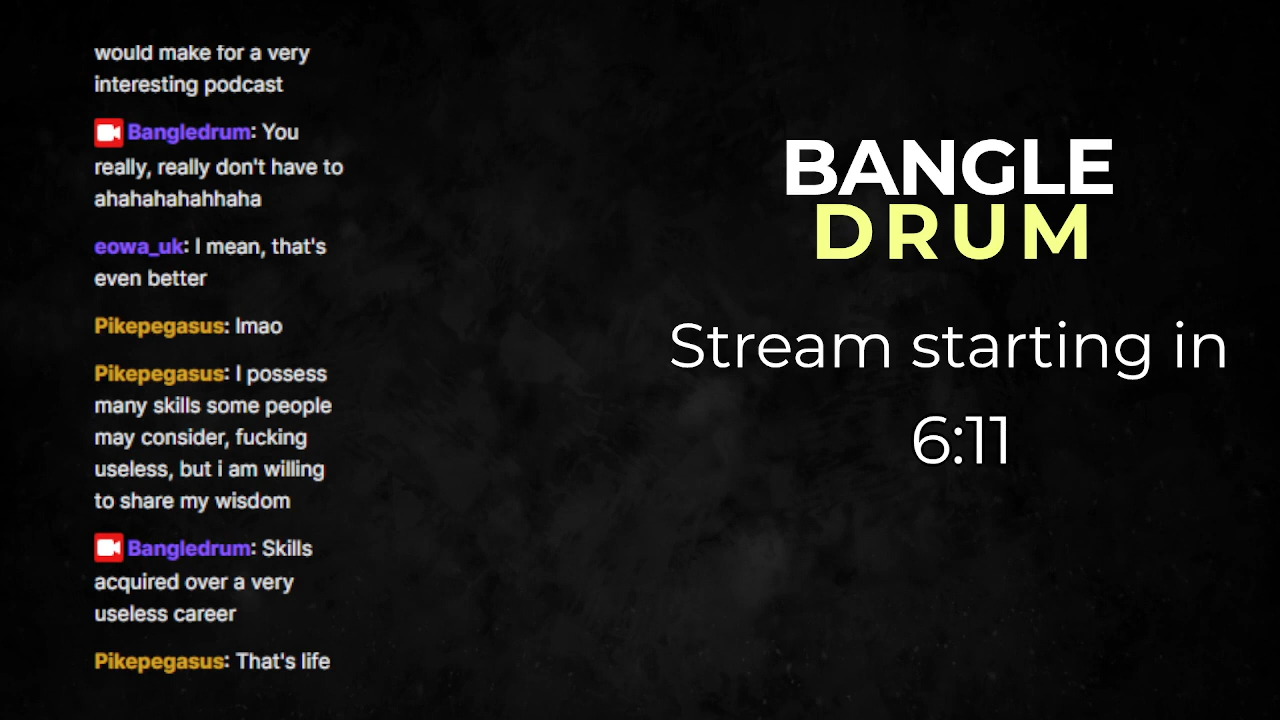 would make for a very
interesting podcast
Bangledrum: You
really, really don't have to
ahahahahahhaha
eowa_uk: I mean, that's
even better
Pikepegasus: lmao
Pikepegasus: I possess
many skills some people
may consider, fucking
useless, but i am willing
to share my wisdom
Bangledrum: Skills
acquired over a very
useless career
Pikepegasus: That's life
BANGLE
DRUM
Stream starting in
6:11